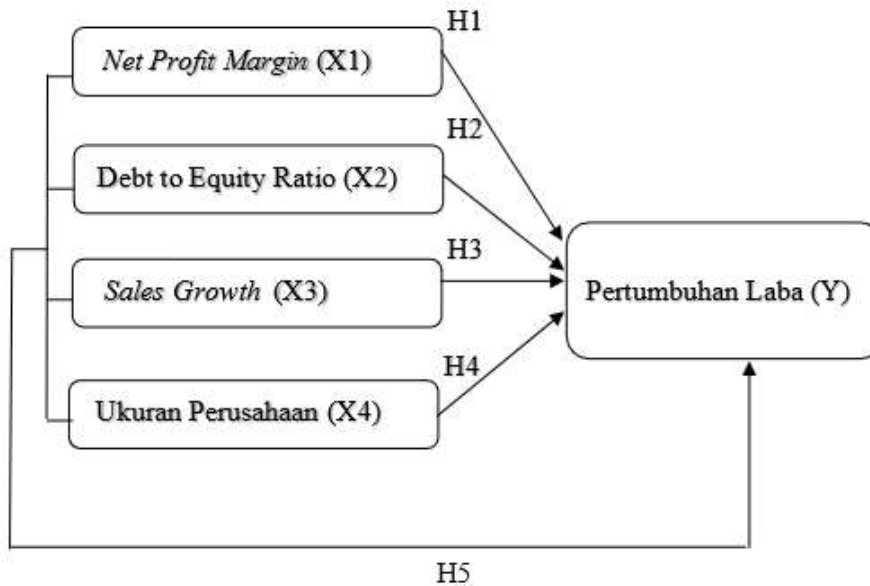 H1
Net Profit Margin (X1)
H2
Debt to Equity Ratio (X2)
H3
Sales Growth (X3)
Pertumbuhan Laba (Y)
H4
Ukuran Perusahaan (X4)
H5